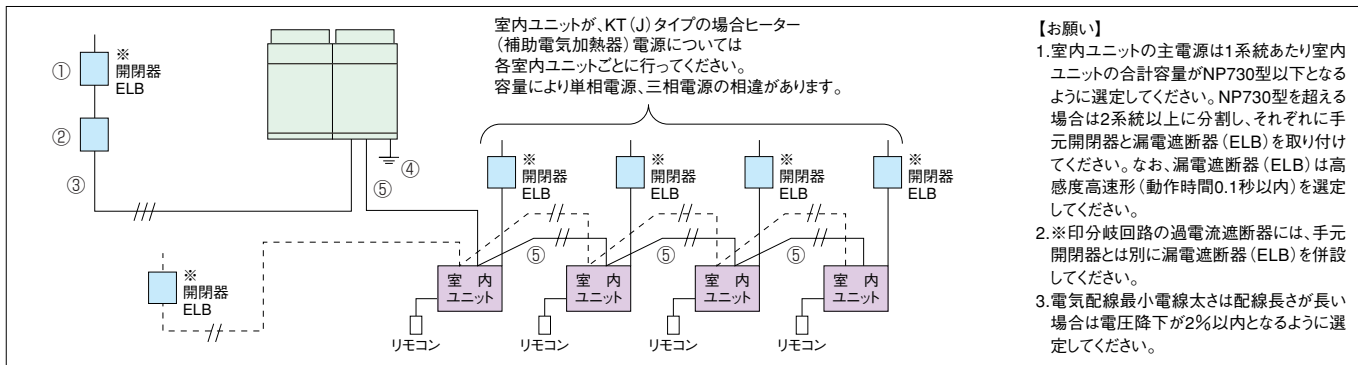 ①
※
開閉器
ELB
②
③
④
⑤
室内ユニットが、KT(J)タイプの場合ヒーター
(補助電気加熱器)電源については
各室内ユニットごとに行ってください。
容量により単相電源、三相電源の相違があります。
※
開閉器
ELB
※
開閉器
ELB
※
開閉器
ELB
※
開閉器
ELB
※
開閉器
ELB
⑤
⑤
⑤
室 内
ユニット
室 内
ユニット
室 内
ユニット
室 内
ユニット
リモコン
リモコン
リモコン
リモコン
【お願い】
1.室内ユニットの主電源は1系統あたり室内
ユニットの合計容量がNP730型以下となる
ように選定してください。NP730型を超える
場合は2系統以上に分割し、それぞれに手
元開閉器と漏電遮断器(ELB)を取り付け
てください。なお、漏電遮断器(ELB)は高
感度高速形(動作時間0.1秒以内)を選定
してください。
2.※印分岐回路の過電流遮断器には、手元
開閉器とは別に漏電遮断器(ELB)を併設
してください。
3.電気配線最小電線太さは配線長さが長い
場合は電圧降下が2%以内となるように選
定してください。